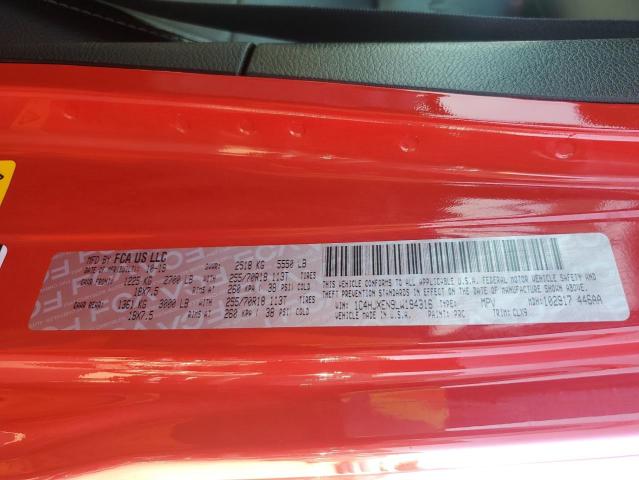 MFD BY FCA US LLC
DATE OF MFR 10-19 GVWR: 2518 KG 5550 LB
GAWR FRONT: 1225 KG 2700 LB WITH 255/70R18 113T
18X7.5 RIMS AT 260 KPA / 38 PSI COLD
GAWR REAR: 1361 KG 3000 LB WITH 255/70R18 113T
18X7.5 RIMS AT 260 KPA / 38 PSI COLD
THIS VEHICLE CONFORMS TO ALL APPLICABLE U.S.A. FEDERAL MOTOR VEHICLE SAFETY AND
THEFT PREVENTION STANDARDS IN EFFECT ON THE DATE OF MANUFACTURE SHOWN ABOVE.
VIN: TYPE: MPV MDH: 102917 446AA
VEHICLE MADE IN U.S.A. PAINT: PRC TRIM: CLX9